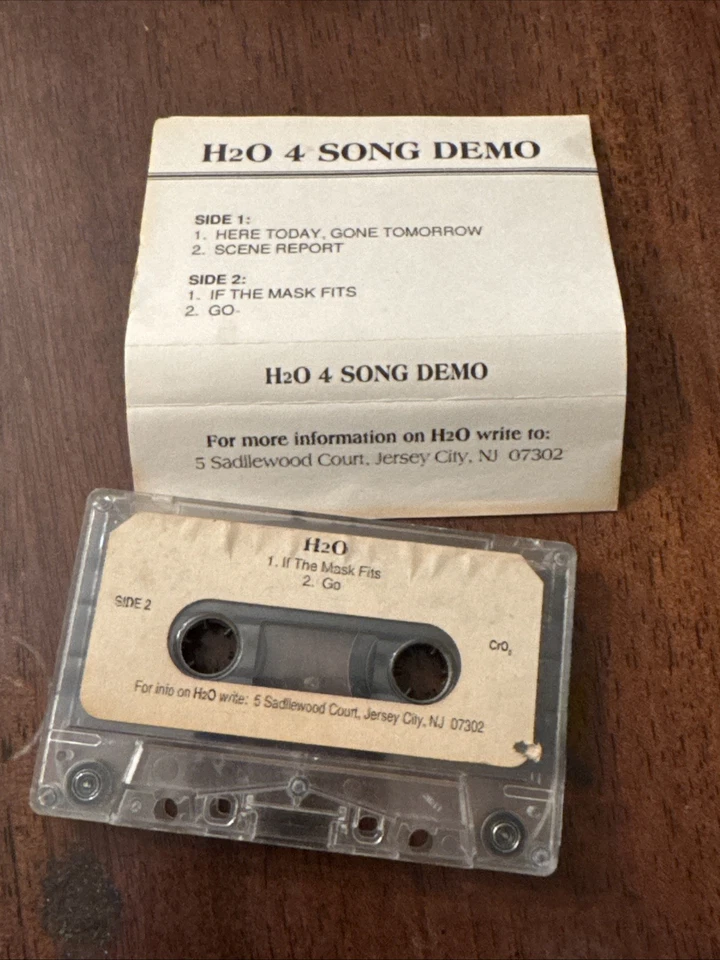 H2O 4 SONG DEMO
SIDE 1:
1. HERE TODAY, GONE TOMORROW
2. SCENE REPORT
SIDE 2:
1. IF THE MASK FITS
2. GO
H2O 4 SONG DEMO
For more information on H2O write to:
5 Sadllewood Court, Jersey City, NJ 07302
H2O
1. If The Mask Fits
2. Go
SIDE 2
CrO₂
For info on H2O write: 5 Sadllewood Court, Jersey City, NJ 07302